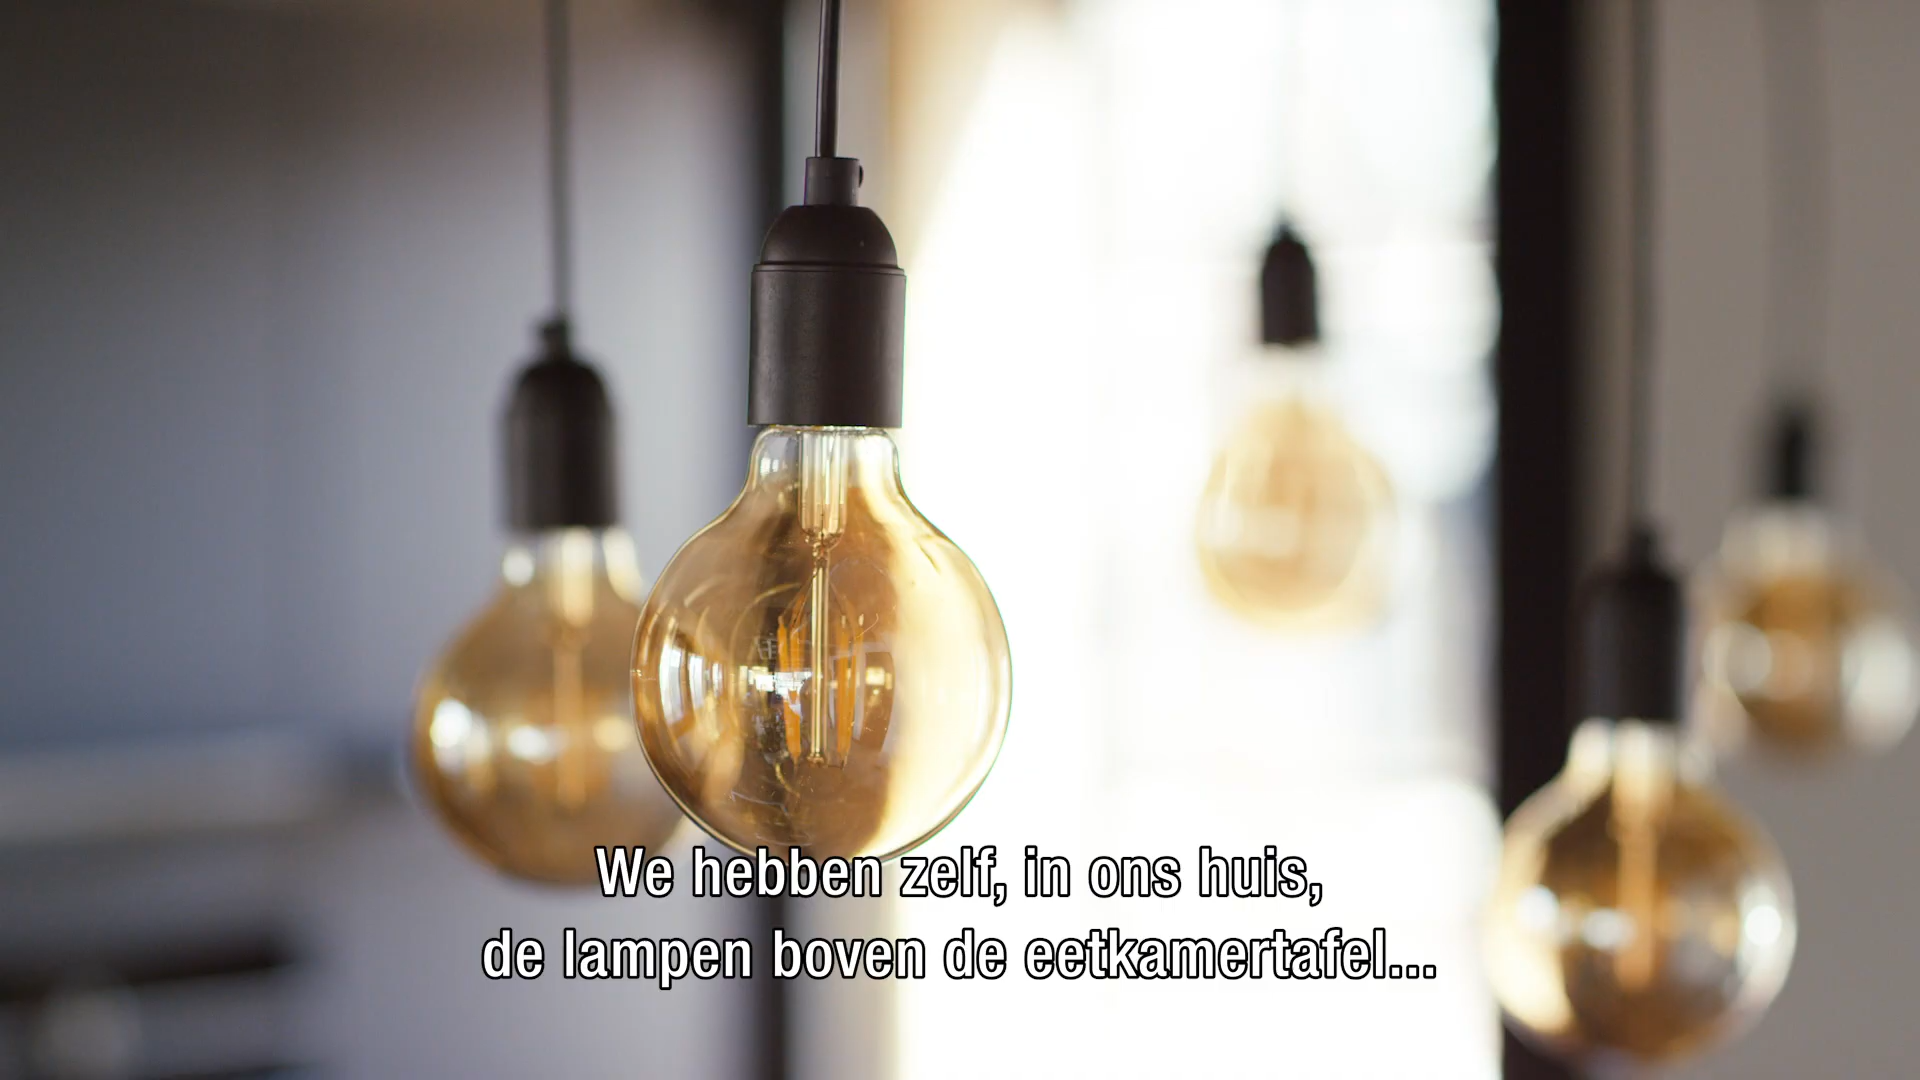 We hebben zelf, in ons huis,
de lampen boven de eetkamertafel...